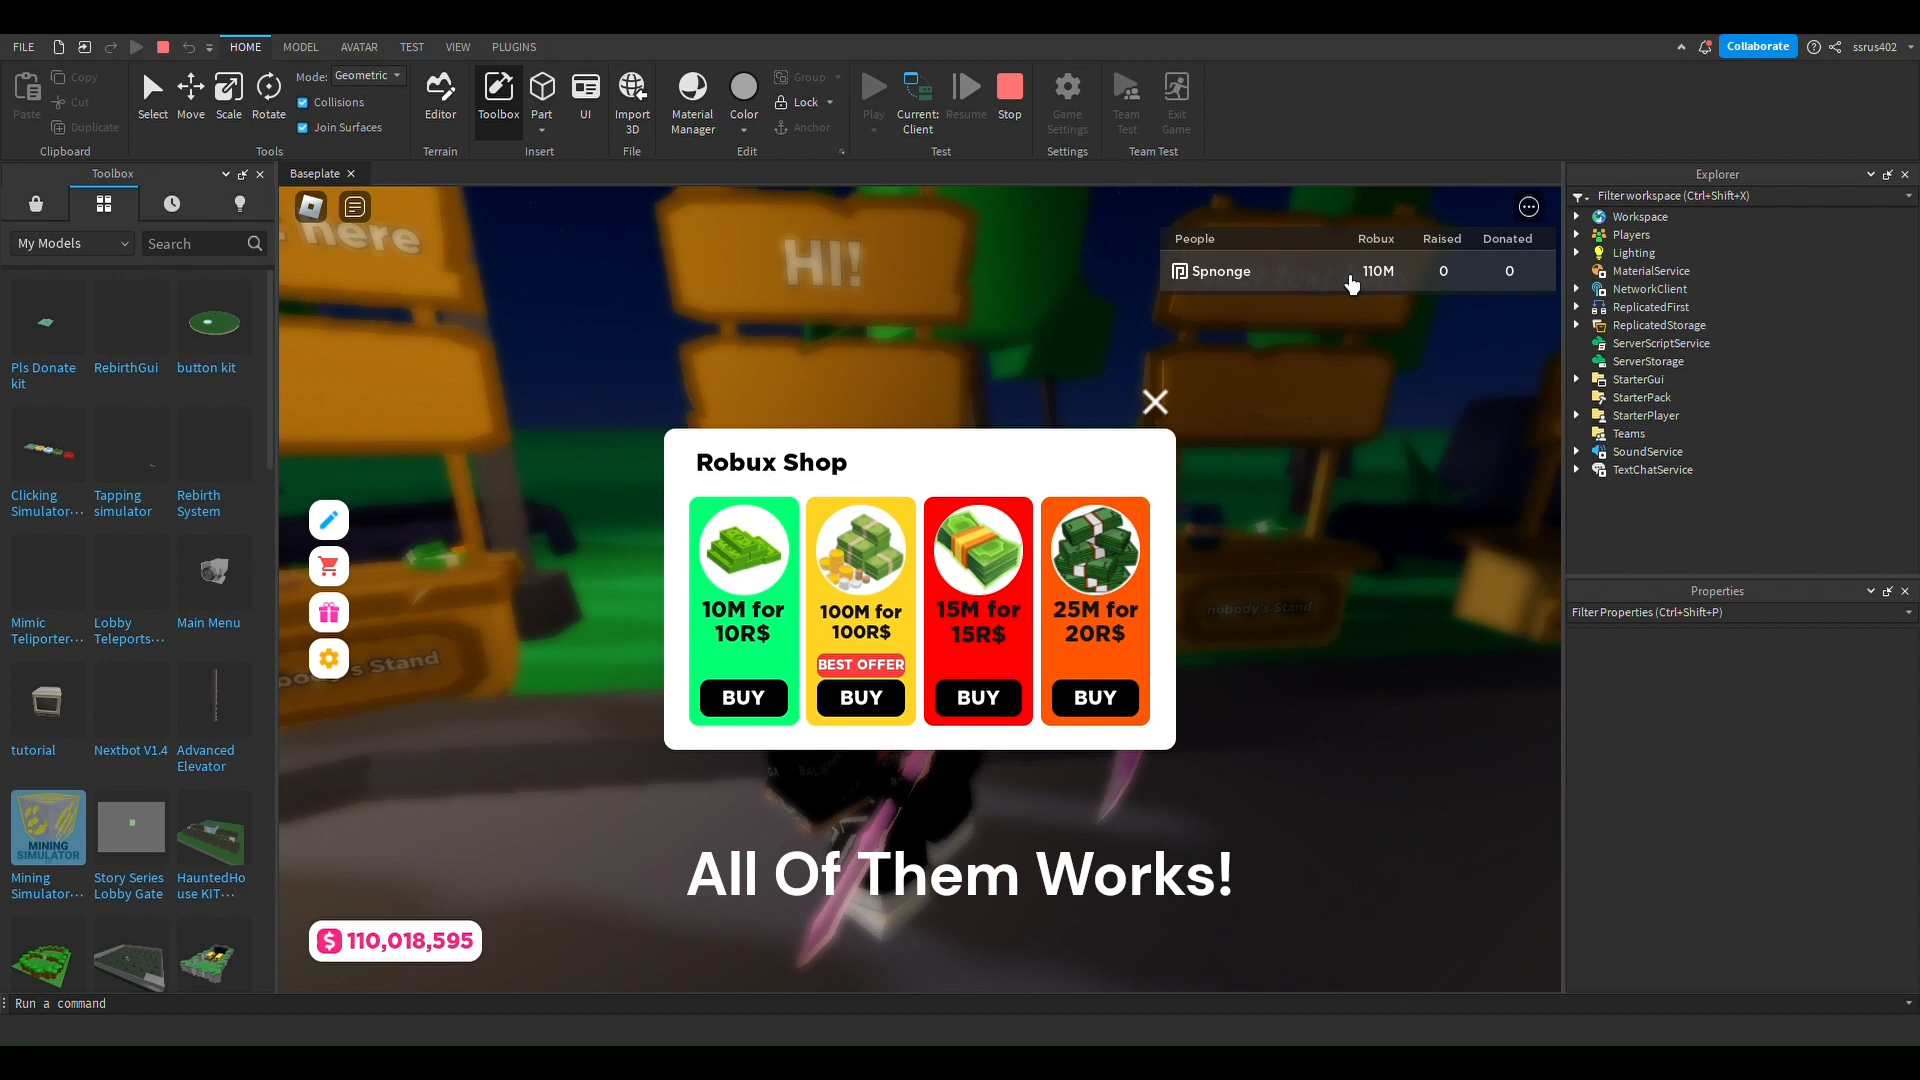 FILE
HOME
MODEL
AVATAR
TEST
VIEW
PLUGINS
Collaborate
ssrus402
Paste
Copy
Cut
Duplicate
Clipboard
Select
Move
Scale
Rotate
Mode: Geometric
Collisions
Join Surfaces
Tools
Editor
Terrain
Toolbox
Part
UI
Insert
Import
3D
File
Material
Manager
Color
Group
Lock
Anchor
Edit
Play
Current:
Client
Resume
Stop
Test
Game
Settings
Settings
Team
Test
Exit
Game
Team Test
Toolbox
My Models
Search
Pls Donate
kit
RebirthGui
button kit
Clicking
Simulator...
Tapping
simulator
Rebirth
System
Mimic
Teliporter...
Lobby
Teleports...
Main Menu
tutorial
Nextbot V1.4
Advanced
Elevator
MINING
SIMULATOR
Mining
Simulator...
Story Series
Lobby Gate
HauntedHo
use KIT...
Baseplate
here
HI!
People Robux Raised Donated
Spnonge 110M 0 0
Robux Shop
10M for
10R$
BUY
100M for
100R$
BEST OFFER
BUY
15M for
15R$
BUY
25M for
20R$
BUY
nobody's Stand
body's Stand
All Of Them Works!
$ 110,018,595
Explorer
Filter workspace (Ctrl+Shift+X)
Workspace
Players
Lighting
MaterialService
NetworkClient
ReplicatedFirst
ReplicatedStorage
ServerScriptService
ServerStorage
StarterGui
StarterPack
StarterPlayer
Teams
SoundService
TextChatService
Properties
Filter Properties (Ctrl+Shift+P)
Run a command